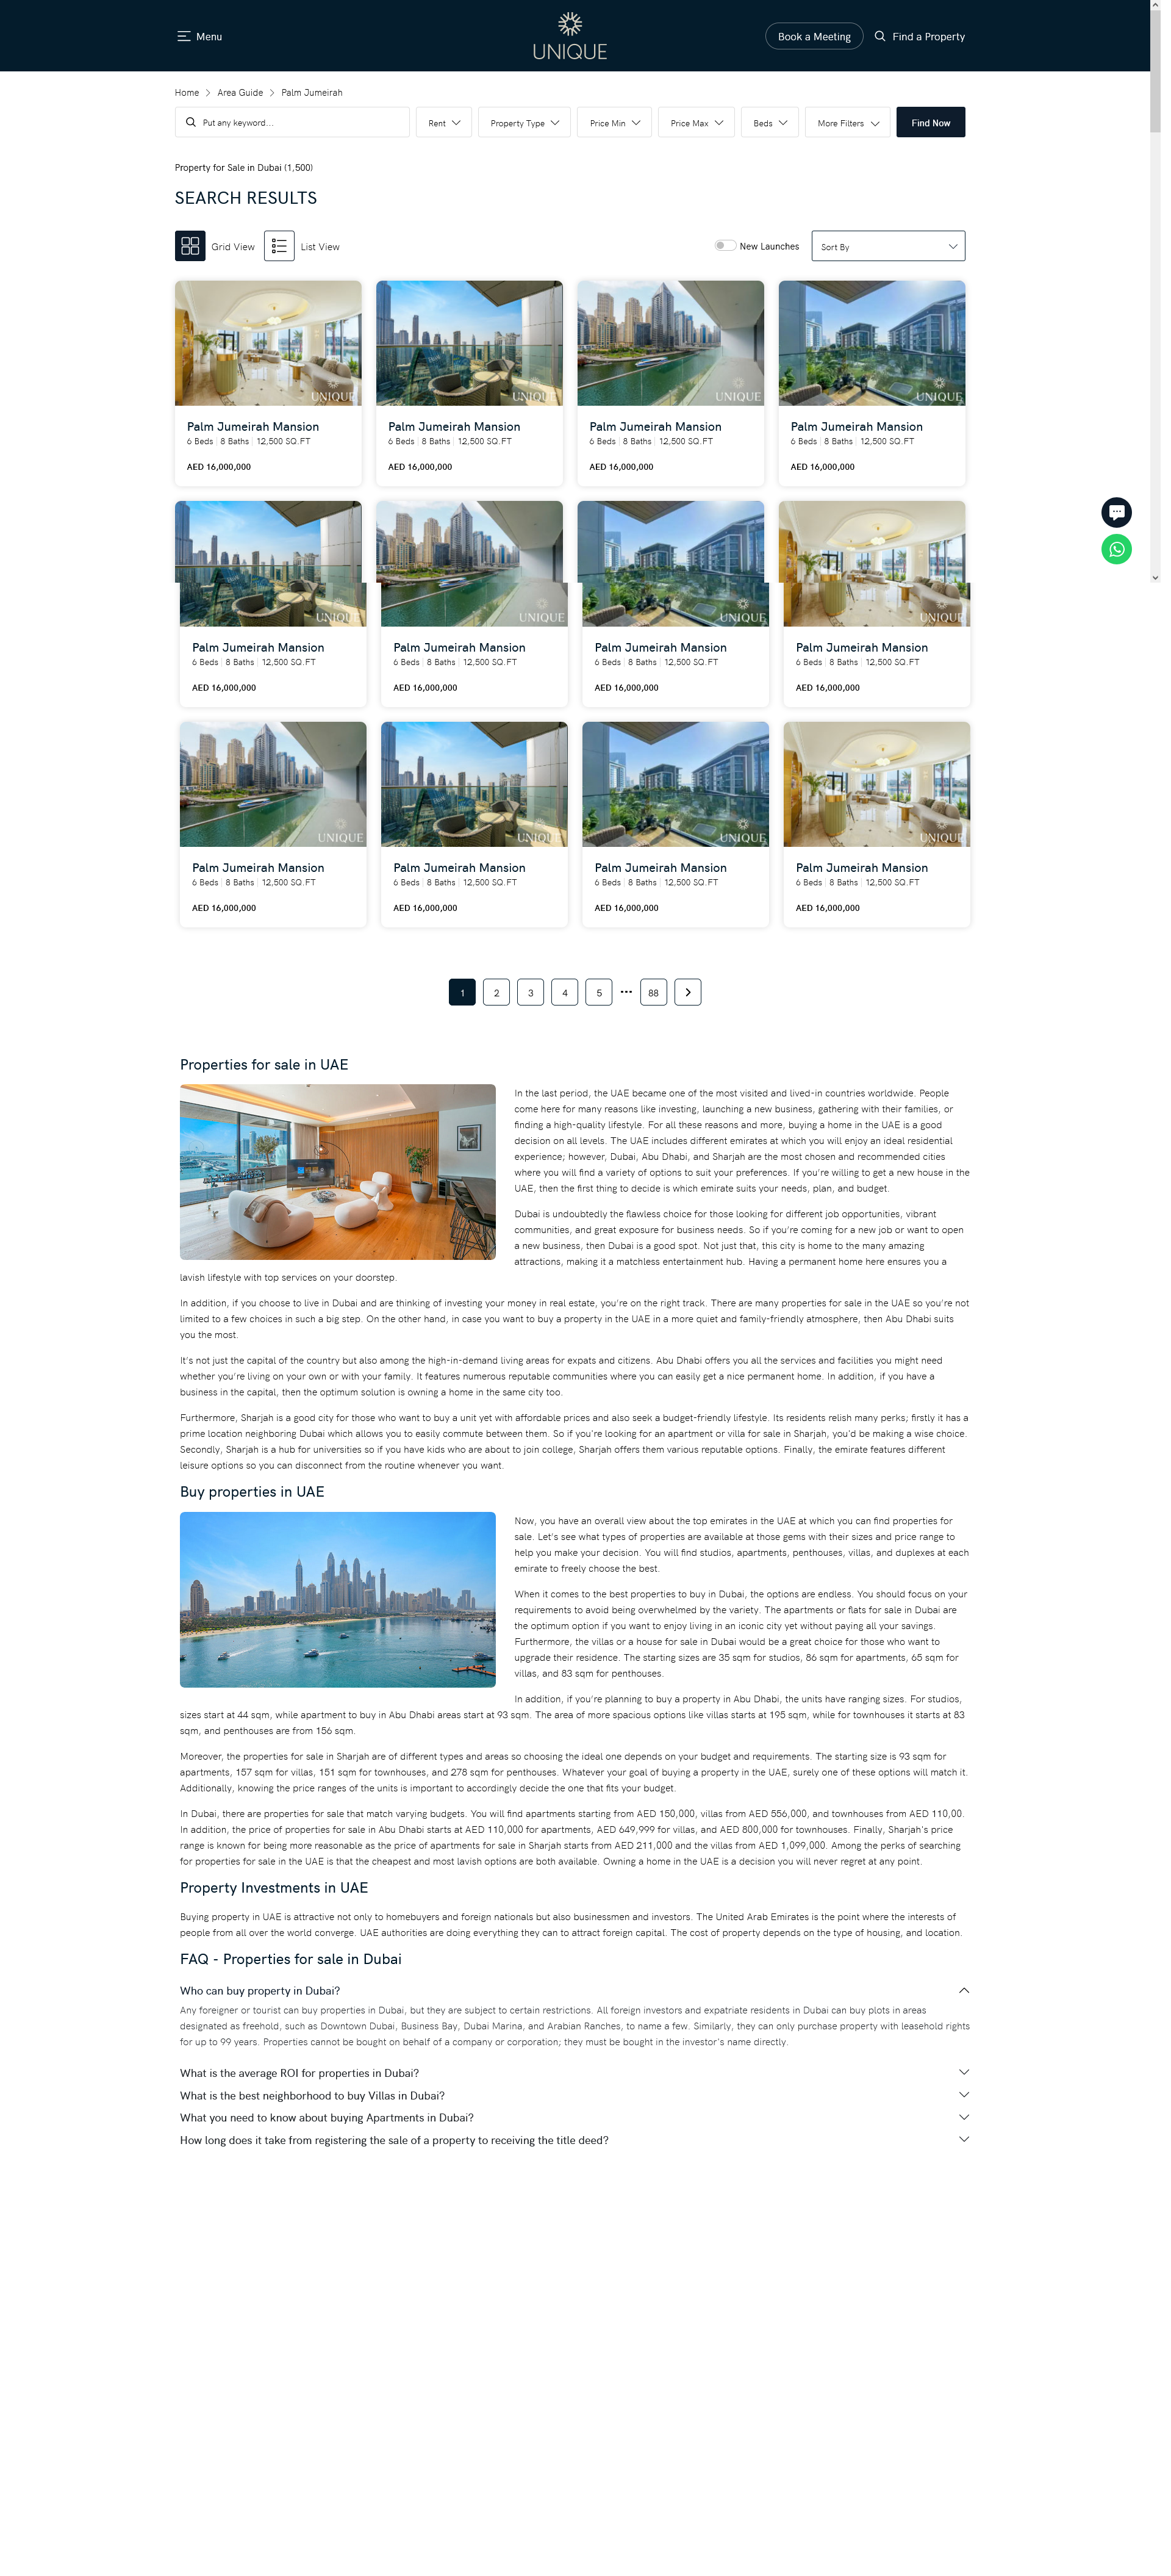 Menu
UNIQUE
Book a Meeting
Find a Property
Home
Area Guide
Palm Jumeirah
Put any keyword...
Rent
Property Type
Price Min
Price Max
Beds
More Filters
Find Now
Property for Sale in Dubai (1,500)
SEARCH RESULTS
Grid View
List View
New Launches
Sort By
UNIQUE
UNIQUE
UNIQUE
UNIQUE
Palm Jumeirah Mansion
6 Beds | 8 Baths | 12,500 SQ.FT
AED 16,000,000
Palm Jumeirah Mansion
6 Beds | 8 Baths | 12,500 SQ.FT
AED 16,000,000
Palm Jumeirah Mansion
6 Beds | 8 Baths | 12,500 SQ.FT
AED 16,000,000
Palm Jumeirah Mansion
6 Beds | 8 Baths | 12,500 SQ.FT
AED 16,000,000
UNIQUE
UNIQUE
UNIQUE
UNIQUE
Palm Jumeirah Mansion
6 Beds | 8 Baths | 12,500 SQ.FT
AED 16,000,000
Palm Jumeirah Mansion
6 Beds | 8 Baths | 12,500 SQ.FT
AED 16,000,000
Palm Jumeirah Mansion
6 Beds | 8 Baths | 12,500 SQ.FT
AED 16,000,000
Palm Jumeirah Mansion
6 Beds | 8 Baths | 12,500 SQ.FT
AED 16,000,000
UNIQUE
UNIQUE
UNIQUE
UNIQUE
Palm Jumeirah Mansion
6 Beds | 8 Baths | 12,500 SQ.FT
AED 16,000,000
Palm Jumeirah Mansion
6 Beds | 8 Baths | 12,500 SQ.FT
AED 16,000,000
Palm Jumeirah Mansion
6 Beds | 8 Baths | 12,500 SQ.FT
AED 16,000,000
Palm Jumeirah Mansion
6 Beds | 8 Baths | 12,500 SQ.FT
AED 16,000,000
1 2 3 4 5 ••• 88
Properties for sale in UAE
In the last period, the UAE became one of the most visited and lived-in countries worldwide. People
come here for many reasons like investing, launching a new business, gathering with their families, or
finding a high-quality lifestyle. For all these reasons and more, buying a home in the UAE is a good
decision on all levels. The UAE includes different emirates at which you will enjoy an ideal residential
experience; however, Dubai, Abu Dhabi, and Sharjah are the most chosen and recommended cities
where you will find a variety of options to suit your preferences. If you're willing to get a new house in the
UAE, then the first thing to decide is which emirate suits your needs, plan, and budget.
Dubai is undoubtedly the flawless choice for those looking for different job opportunities, vibrant
communities, and great exposure for business needs. So if you're coming for a new job or want to open
a new business, then Dubai is a good spot. Not just that, this city is home to the many amazing
attractions, making it a matchless entertainment hub. Having a permanent home here ensures you a
lavish lifestyle with top services on your doorstep.
In addition, if you choose to live in Dubai and are thinking of investing your money in real estate, you're on the right track. There are many properties for sale in the UAE so you're not
limited to a few choices in such a big step. On the other hand, in case you want to buy a property in the UAE in a more quiet and family-friendly atmosphere, then Abu Dhabi suits
you the most.
It's not just the capital of the country but also among the high-in-demand living areas for expats and citizens. Abu Dhabi offers you all the services and facilities you might need
whether you're living on your own or with your family. It features numerous reputable communities where you can easily get a nice permanent home. In addition, if you have a
business in the capital, then the optimum solution is owning a home in the same city too.
Furthermore, Sharjah is a good city for those who want to buy a unit yet with affordable prices and also seek a budget-friendly lifestyle. Its residents relish many perks; firstly it has a
prime location neighboring Dubai which allows you to easily commute between them. So if you're looking for an apartment or villa for sale in Sharjah, you'd be making a wise choice.
Secondly, Sharjah is a hub for universities so if you have kids who are about to join college, Sharjah offers them various reputable options. Finally, the emirate features different
leisure options so you can disconnect from the routine whenever you want.
Buy properties in UAE
Now, you have an overall view about the top emirates in the UAE at which you can find properties for
sale. Let's see what types of properties are available at those gems with their sizes and price range to
help you make your decision. You will find studios, apartments, penthouses, villas, and duplexes at each
emirate to freely choose the best.
When it comes to the best properties to buy in Dubai, the options are endless. You should focus on your
requirements to avoid being overwhelmed by the variety. The apartments or flats for sale in Dubai are
the optimum option if you want to enjoy living in an iconic city yet without paying all your savings.
Furthermore, the villas or a house for sale in Dubai would be a great choice for those who want to
upgrade their residence. The starting sizes are 35 sqm for studios, 86 sqm for apartments, 65 sqm for
villas, and 83 sqm for penthouses.
In addition, if you're planning to buy a property in Abu Dhabi, the units have ranging sizes. For studios,
sizes start at 44 sqm, while apartment to buy in Abu Dhabi areas start at 93 sqm. The area of more spacious options like villas starts at 195 sqm, while for townhouses it starts at 83
sqm, and penthouses are from 156 sqm.
Moreover, the properties for sale in Sharjah are of different types and areas so choosing the ideal one depends on your budget and requirements. The starting size is 93 sqm for
apartments, 157 sqm for villas, 151 sqm for townhouses, and 278 sqm for penthouses. Whatever your goal of buying a property in the UAE, surely one of these options will match it.
Additionally, knowing the price ranges of the units is important to accordingly decide the one that fits your budget.
In Dubai, there are properties for sale that match varying budgets. You will find apartments starting from AED 150,000, villas from AED 556,000, and townhouses from AED 110,00.
In addition, the price of properties for sale in Abu Dhabi starts at AED 110,000 for apartments, AED 649,999 for villas, and AED 800,000 for townhouses. Finally, Sharjah's price
range is known for being more reasonable as the price of apartments for sale in Sharjah starts from AED 211,000 and the villas from AED 1,099,000. Among the perks of searching
for properties for sale in the UAE is that the cheapest and most lavish options are both available. Owning a home in the UAE is a decision you will never regret at any point.
Property Investments in UAE
Buying property in UAE is attractive not only to homebuyers and foreign nationals but also businessmen and investors. The United Arab Emirates is the point where the interests of
people from all over the world converge. UAE authorities are doing everything they can to attract foreign capital. The cost of property depends on the type of housing, and location.
FAQ - Properties for sale in Dubai
Who can buy property in Dubai?
Any foreigner or tourist can buy properties in Dubai, but they are subject to certain restrictions. All foreign investors and expatriate residents in Dubai can buy plots in areas
designated as freehold, such as Downtown Dubai, Business Bay, Dubai Marina, and Arabian Ranches, to name a few. Similarly, they can only purchase property with leasehold rights
for up to 99 years. Properties cannot be bought on behalf of a company or corporation; they must be bought in the investor's name directly.
What is the average ROI for properties in Dubai?
What is the best neighborhood to buy Villas in Dubai?
What you need to know about buying Apartments in Dubai?
How long does it take from registering the sale of a property to receiving the title deed?